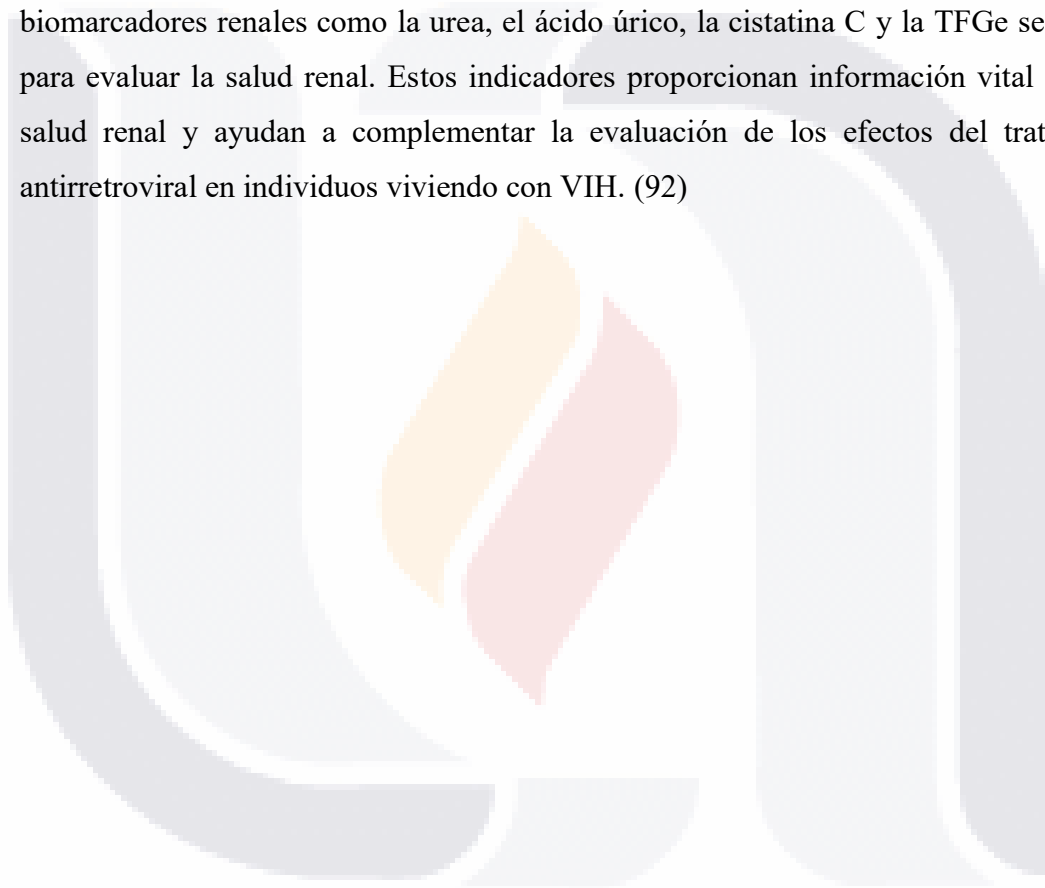 biomarcadores renales como la urea, el ácido úrico, la cistatina C y la TFGe se
para evaluar la salud renal. Estos indicadores proporcionan información vital
salud renal y ayudan a complementar la evaluación de los efectos del trat
antirretroviral en individuos viviendo con VIH. (92)